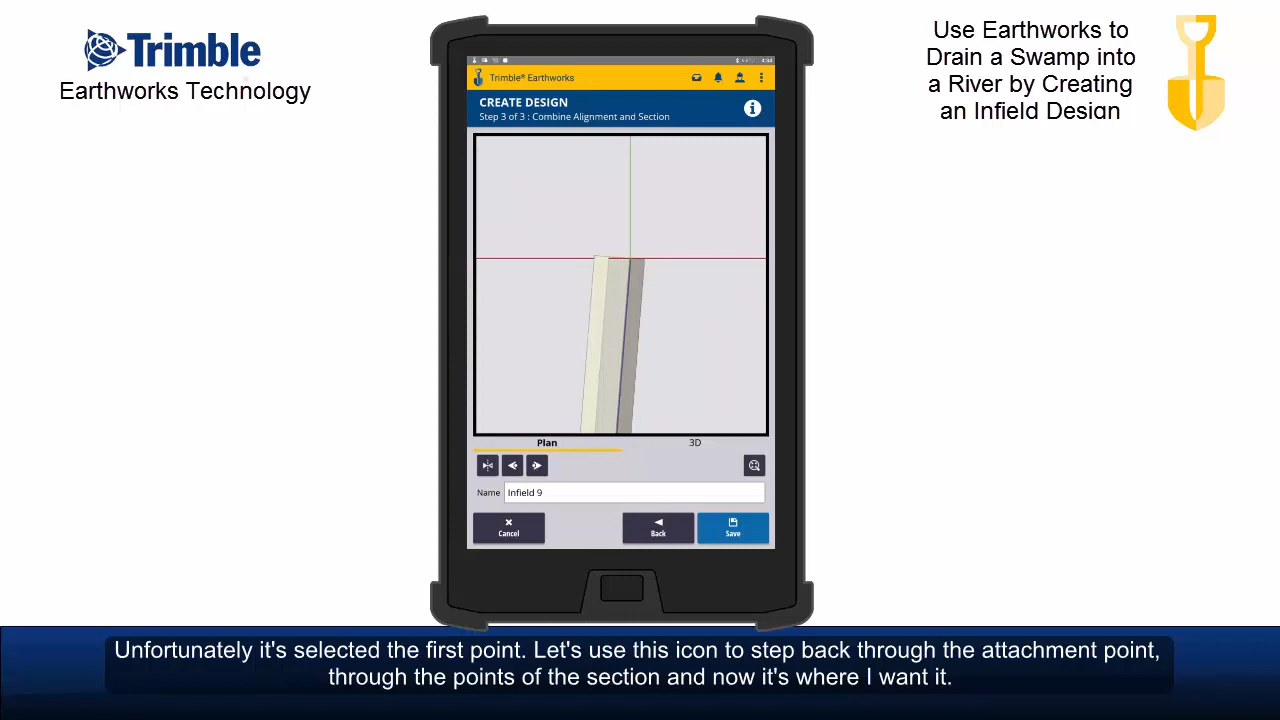 Trimble
Earthworks Technology
Use Earthworks to
Drain a Swamp into
a River by Creating
an Infield Design
4:34
Trimble® Earthworks
CREATE DESIGN
Step 3 of 3 : Combine Alignment and Section
Plan
3D
Name
Infield 9
Cancel
Back
Save
Unfortunately it's selected the first point. Let's use this icon to step back through the attachment point,
through the points of the section and now it's where I want it.